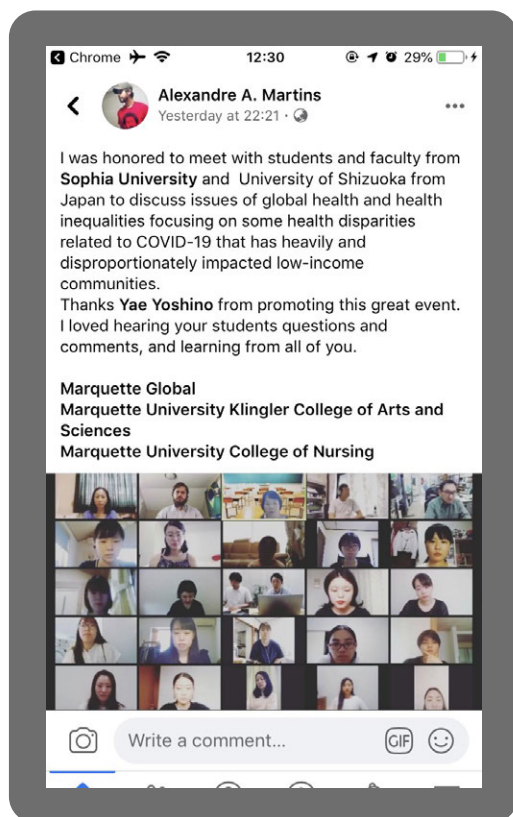 Chrome 12:30 29%
Alexandre A. Martins
Yesterday at 22:21 ·
I was honored to meet with students and faculty from
Sophia University and University of Shizuoka from
Japan to discuss issues of global health and health
inequalities focusing on some health disparities
related to COVID-19 that has heavily and
disproportionately impacted low-income
communities.
Thanks Yae Yoshino from promoting this great event.
I loved hearing your students questions and
comments, and learning from all of you.
Marquette Global
Marquette University Klingler College of Arts and
Sciences
Marquette University College of Nursing
Write a comment... GIF